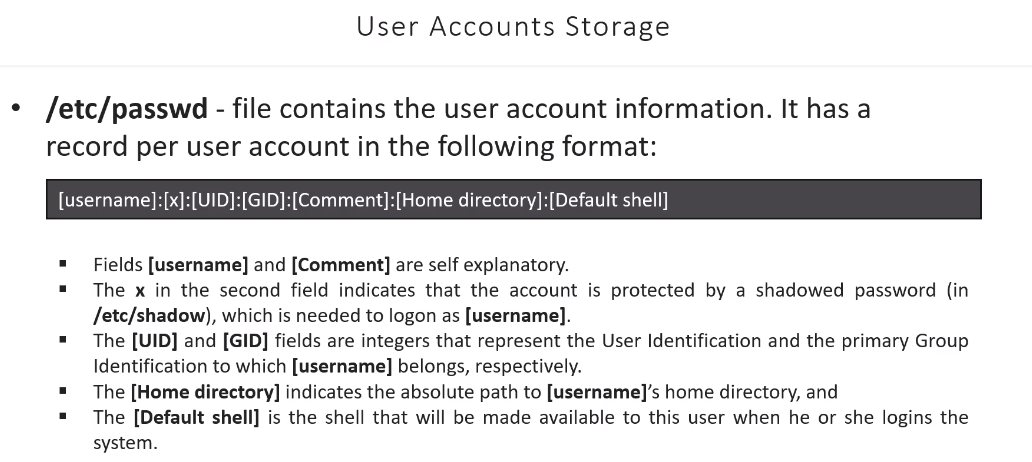 User Accounts Storage
• /etc/passwd - file contains the user account information. It has a
record per user account in the following format:
[username]:[x]:[UID]:[GID]:[Comment]:[Home directory]:[Default shell]
▪ Fields [username] and [Comment] are self explanatory.
▪ The x in the second field indicates that the account is protected by a shadowed password (in
/etc/shadow), which is needed to logon as [username].
▪ The [UID] and [GID] fields are integers that represent the User Identification and the primary Group
Identification to which [username] belongs, respectively.
▪ The [Home directory] indicates the absolute path to [username]’s home directory, and
▪ The [Default shell] is the shell that will be made available to this user when he or she logins the
system.